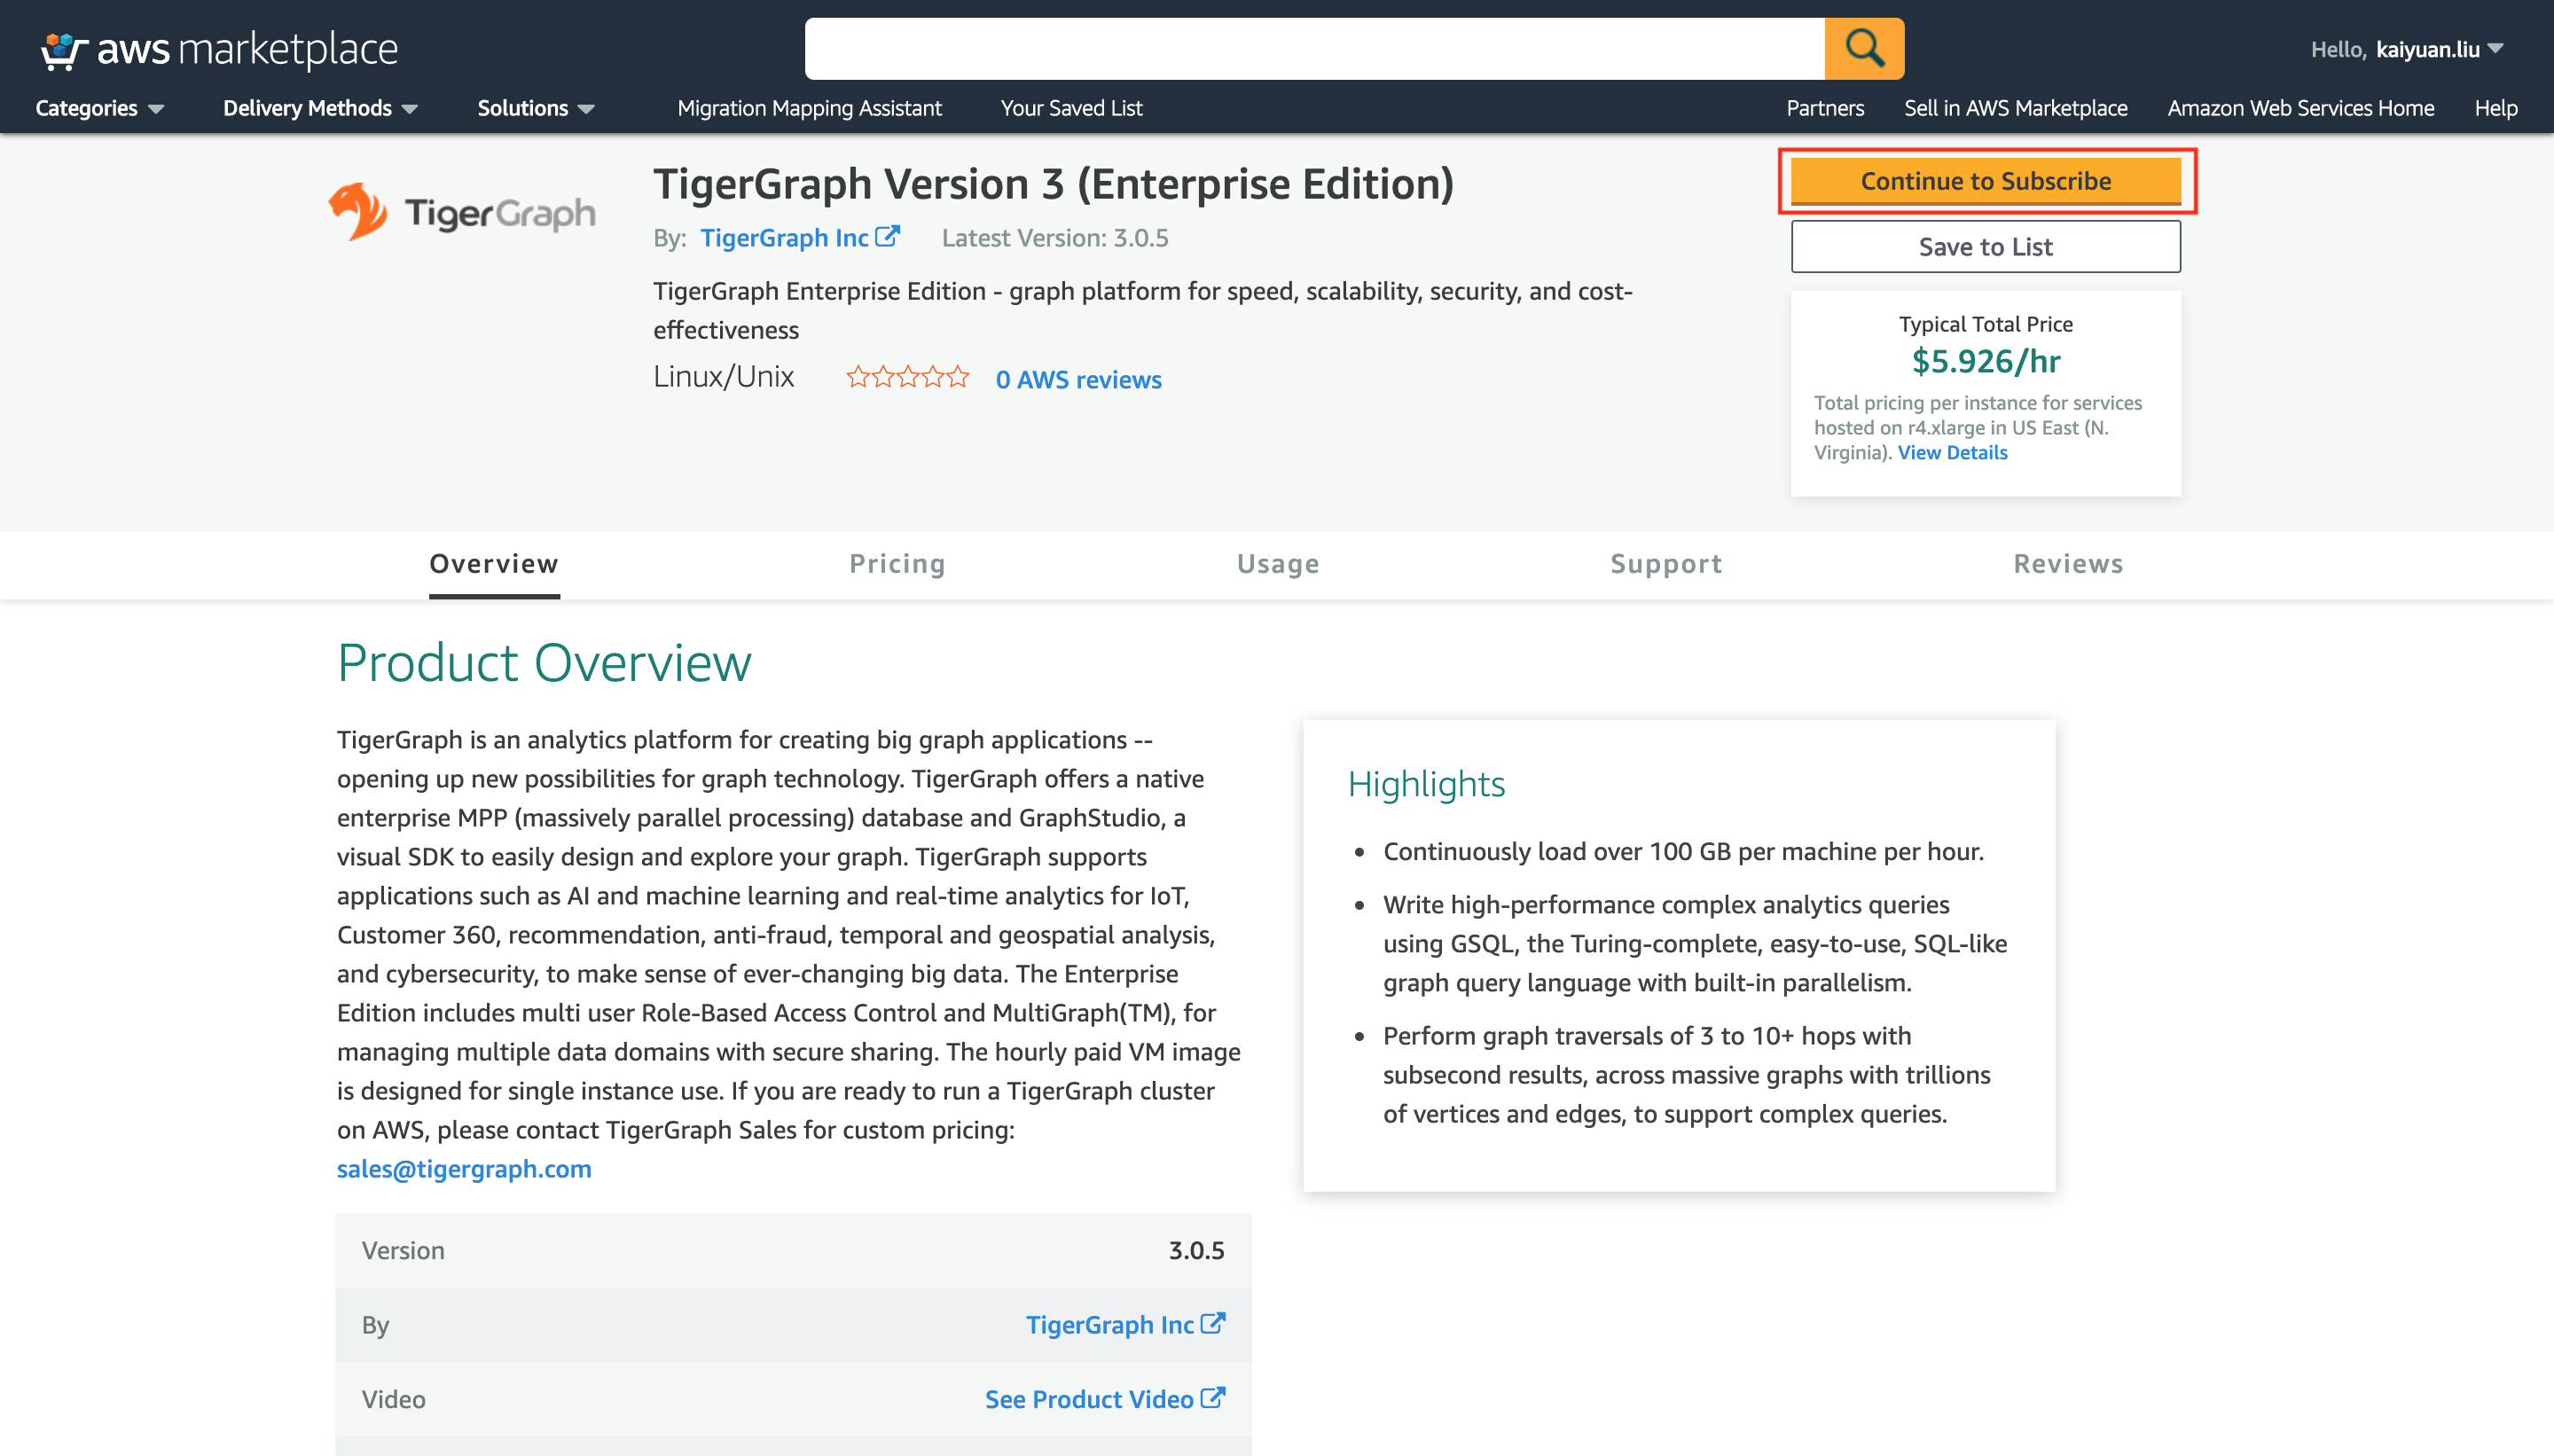 aws marketplace
Hello, kaiyuan.liu
Categories
Delivery Methods
Solutions
Migration Mapping Assistant
Your Saved List
Partners
Sell in AWS Marketplace
Amazon Web Services Home
Help
TigerGraph
TigerGraph Version 3 (Enterprise Edition)
By: TigerGraph Inc
Latest Version: 3.0.5
TigerGraph Enterprise Edition - graph platform for speed, scalability, security, and cost-
effectiveness
Linux/Unix
0 AWS reviews
Continue to Subscribe
Save to List
Typical Total Price
$5.926/hr
Total pricing per instance for services
hosted on r4.xlarge in US East (N.
Virginia). View Details
Overview
Pricing
Usage
Support
Reviews
Product Overview
TigerGraph is an analytics platform for creating big graph applications --
opening up new possibilities for graph technology. TigerGraph offers a native
enterprise MPP (massively parallel processing) database and GraphStudio, a
visual SDK to easily design and explore your graph. TigerGraph supports
applications such as AI and machine learning and real-time analytics for IoT,
Customer 360, recommendation, anti-fraud, temporal and geospatial analysis,
and cybersecurity, to make sense of ever-changing big data. The Enterprise
Edition includes multi user Role-Based Access Control and MultiGraph(TM), for
managing multiple data domains with secure sharing. The hourly paid VM image
is designed for single instance use. If you are ready to run a TigerGraph cluster
on AWS, please contact TigerGraph Sales for custom pricing:
sales@tigergraph.com
Highlights
• Continuously load over 100 GB per machine per hour.
• Write high-performance complex analytics queries
using GSQL, the Turing-complete, easy-to-use, SQL-like
graph query language with built-in parallelism.
• Perform graph traversals of 3 to 10+ hops with
subsecond results, across massive graphs with trillions
of vertices and edges, to support complex queries.
Version
3.0.5
By
TigerGraph Inc
Video
See Product Video